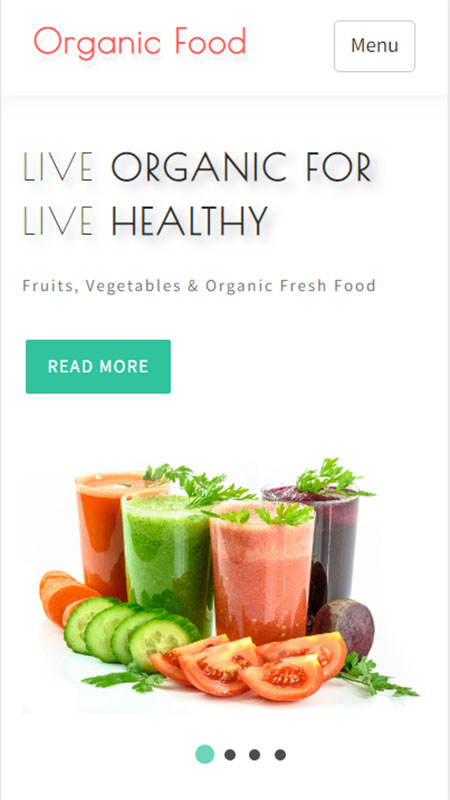 Organic Food
Menu
LIVE ORGANIC FOR
LIVE HEALTHY
Fruits, Vegetables & Organic Fresh Food
READ MORE